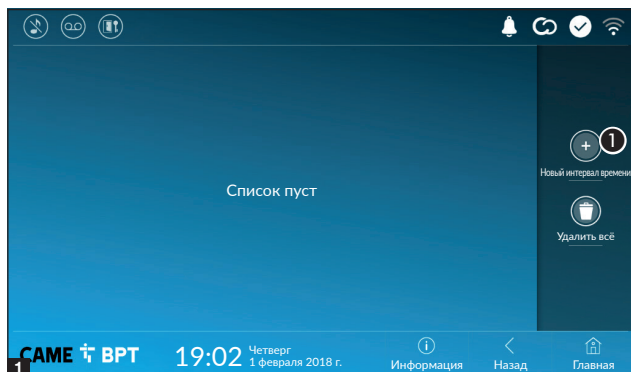 1
Новый интервал времени
Список пуст
Удалить всё
1
CAME BPT
19:02
Четверг
1 февраля 2018 г.
Информация
Назад
Главная